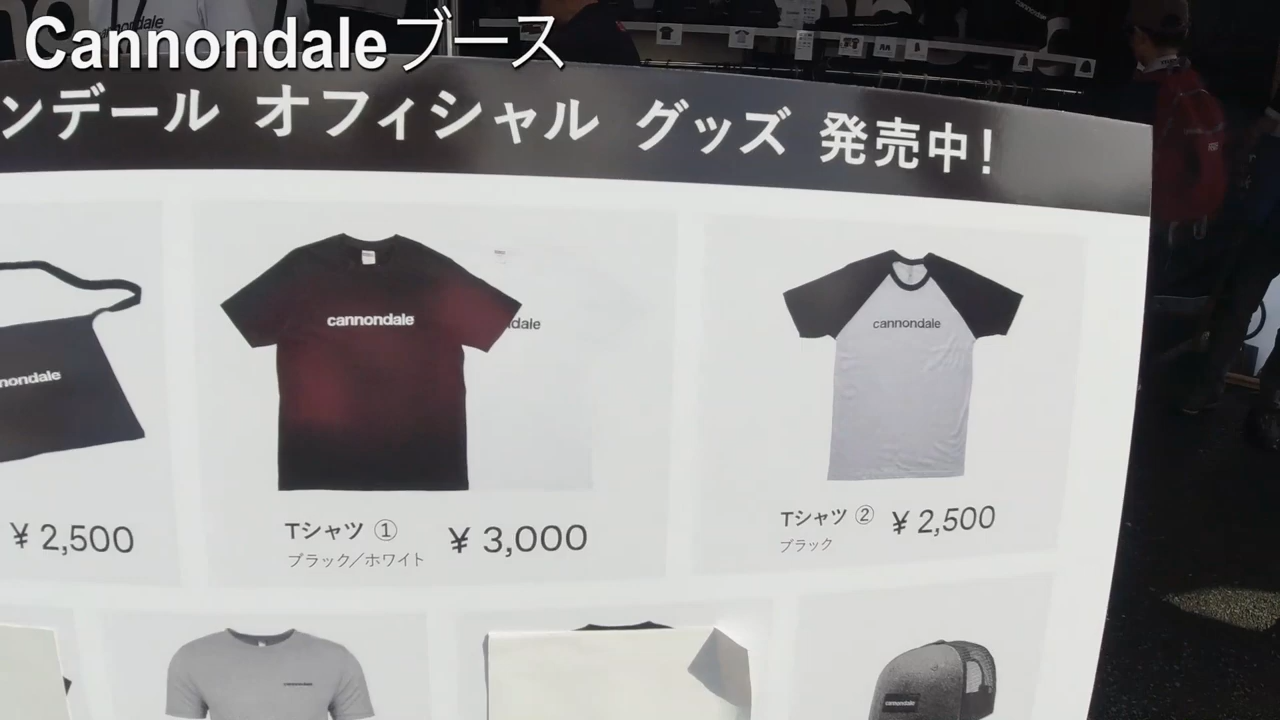 Cannondaleブース
ンデール オフィシャル グッズ 発売中!
nondale
cannondale
dale
cannondale
¥ 2,500
Tシャツ ① ¥ 3,000
ブラック/ホワイト
Tシャツ ② ¥ 2,500
ブラック
cannondale
cannondale